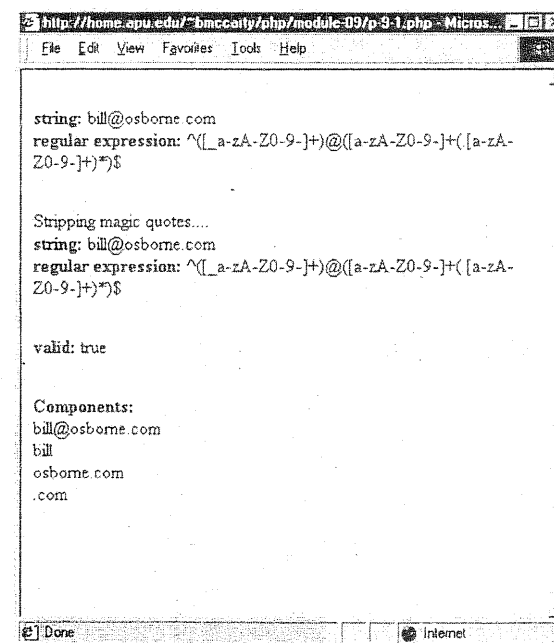 http://home.apu.edu/~bmccarty/php/module-09/p-9-1.php - Micros...
File Edit View Favorites Tools Help
string: bill@osborne.com
regular expression: ^([_a-zA-Z0-9-]+)@([a-zA-Z0-9-]+(.[a-zA-
Z0-9-]+)*)$
Stripping magic quotes....
string: bill@osborne.com
regular expression: ^([_a-zA-Z0-9-]+)@([a-zA-Z0-9-]+(.[a-zA-
Z0-9-]+)*)$
valid: true
Components:
bill@osborne.com
bill
osborne.com
.com
Done Internet